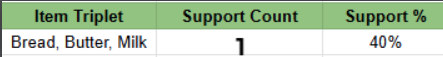 Item Triplet Support Count Support %
Bread, Butter, Milk 1 40%